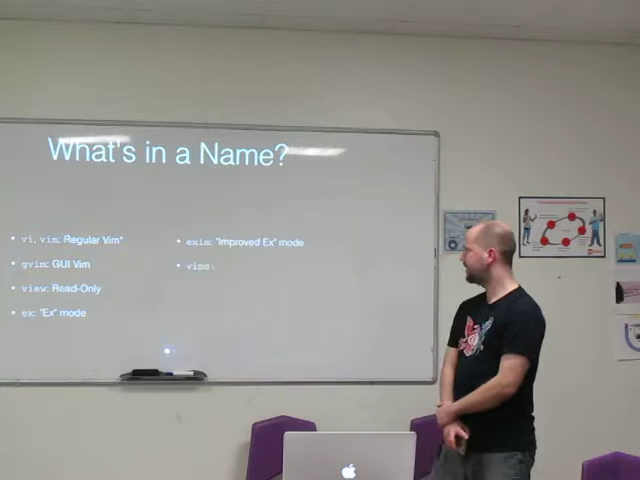 What's in a Name?
• vi, vim: Regular Vim*
• gvim: GUI Vim
• view: Read-Only
• ex: "Ex" mode
• exim: "Improved Ex" mode